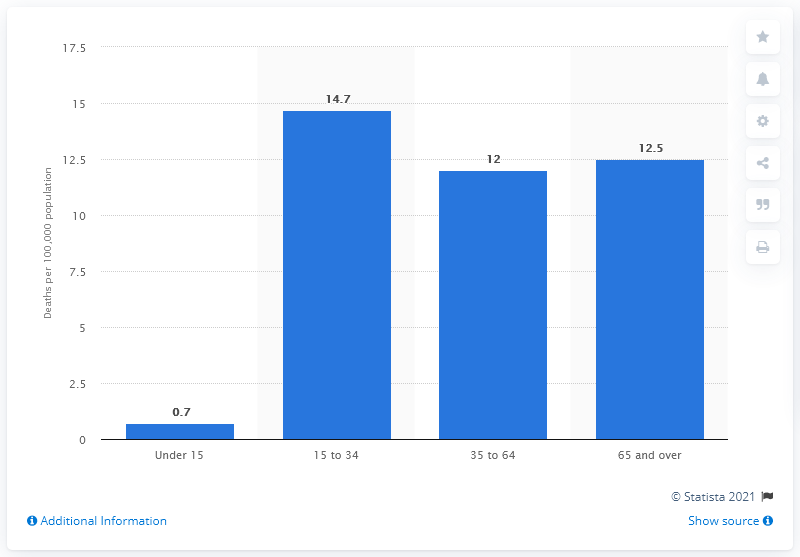 17.5
15
12.5
10
7.5
5
2.5
0
Deaths per 100,000 population
0.7
14.7
12
12.5
Under 15
15 to 34
35 to 64
65 and over
© Statista 2021
Additional Information
Show source